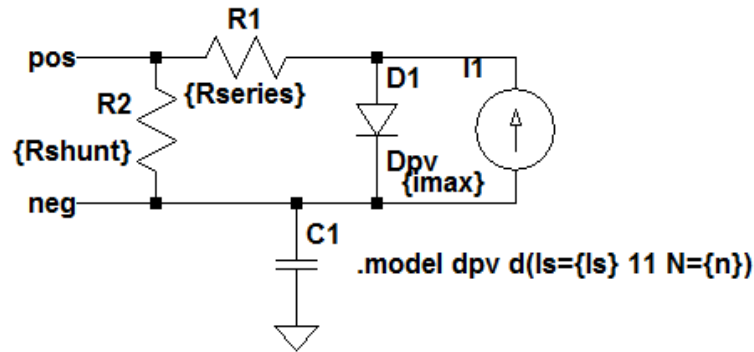 R1
pos
D1
I1
R2
{Rseries}
{Rshunt}
Dpv
{imax}
neg
C1
.model dpv d(Is={Is} 11 N={n})